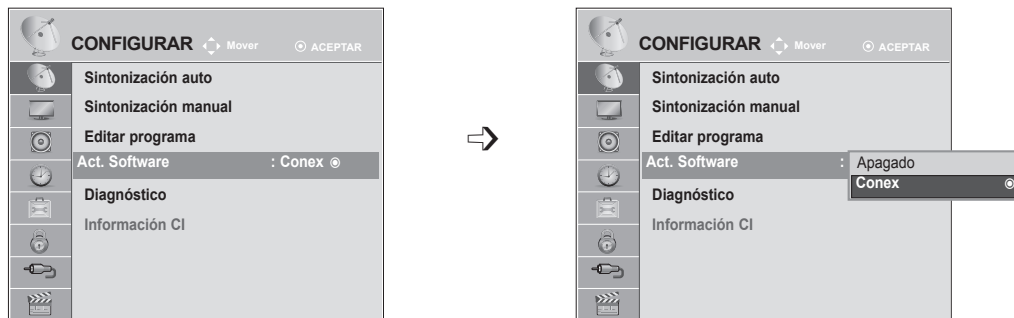 CONFIGURAR Mover ACEPTAR
Sintonización auto
Sintonización manual
Editar programa
Act. Software : Conex
Diagnóstico
Información CI
CONFIGURAR Mover ACEPTAR
Sintonización auto
Sintonización manual
Editar programa
Act. Software :
Apagado
Conex
Diagnóstico
Información CI